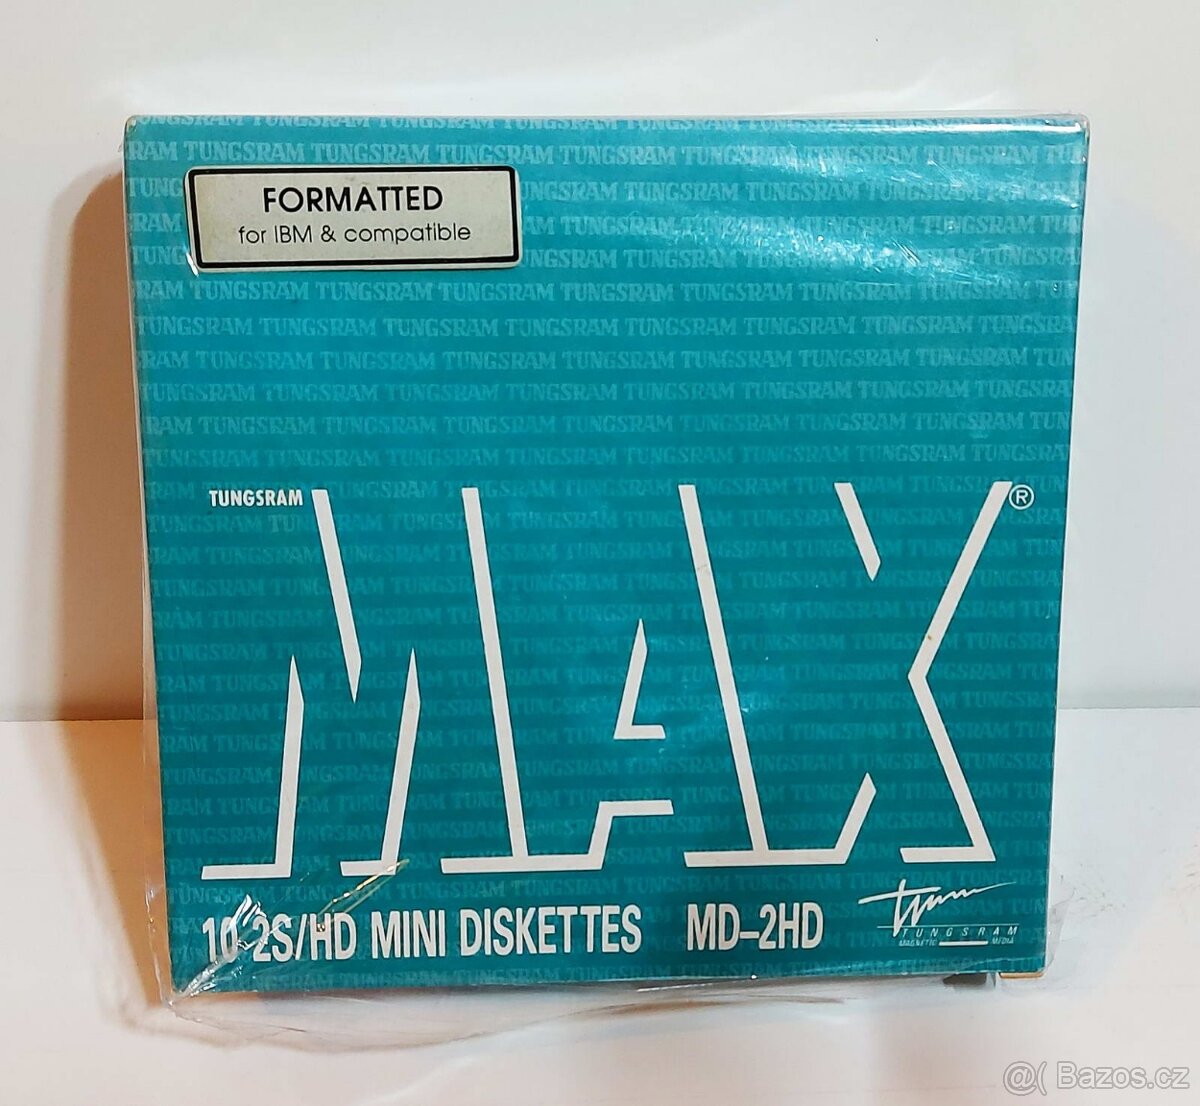 FORMATTED
for IBM & compatible
TUNGSRAM
MAX®
10 2S/HD MINI DISKETTES MD-2HD
TUNGSRAM
MAGNETIC MEDIA
@( Bazos.cz